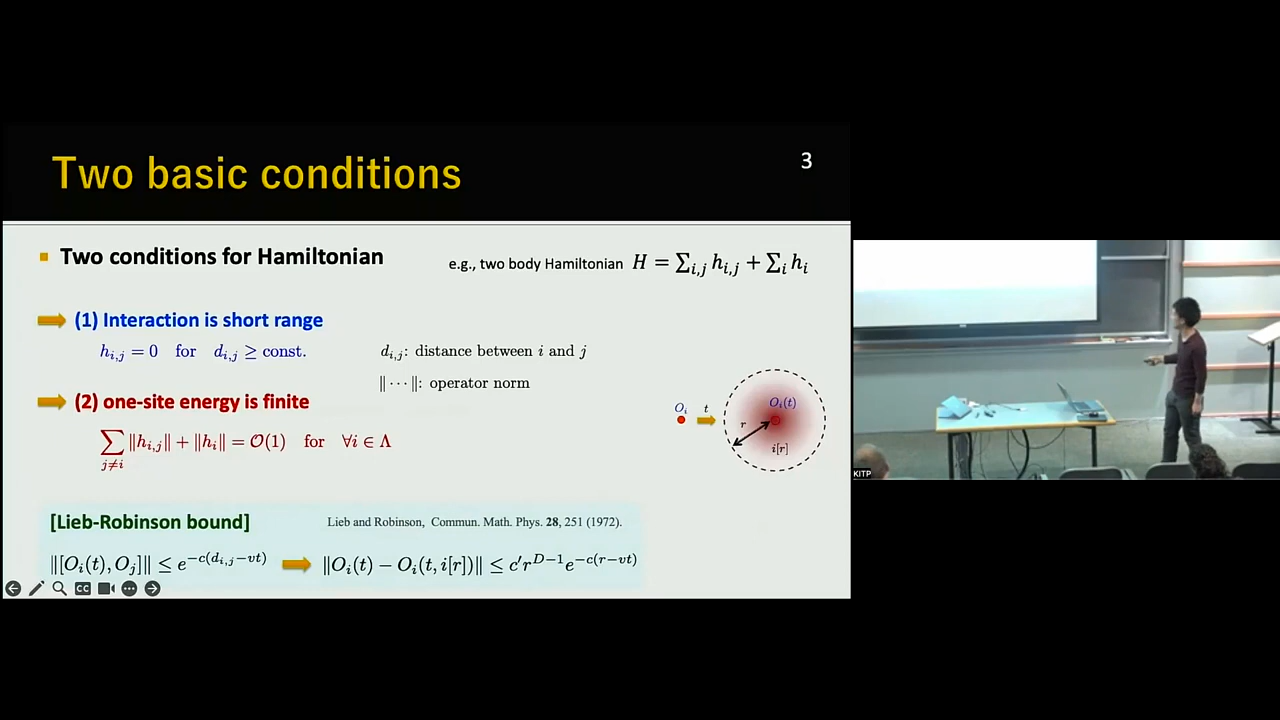 Two basic conditions
3
Two conditions for Hamiltonian
e.g., two body Hamiltonian H = ∑_{i,j} h_{i,j} + ∑_i h_i
(1) Interaction is short range
h_{i,j} = 0 for d_{i,j} ≥ const.
d_{i,j}: distance between i and j
‖ · · · ‖: operator norm
(2) one-site energy is finite
∑_{j≠i} ‖h_{i,j}‖ + ‖h_i‖ = O(1) for ∀i ∈ Λ
O_i t O_i(t)
r
i[r]
[Lieb-Robinson bound]
Lieb and Robinson, Commun. Math. Phys. 28, 251 (1972).
‖[O_i(t), O_j]‖ ≤ e^{-c(d_{i,j}-vt)}
‖O_i(t) − O_i(t, i[r])‖ ≤ c′r^{D−1}e^{−c(r−vt)}
CC
KITP